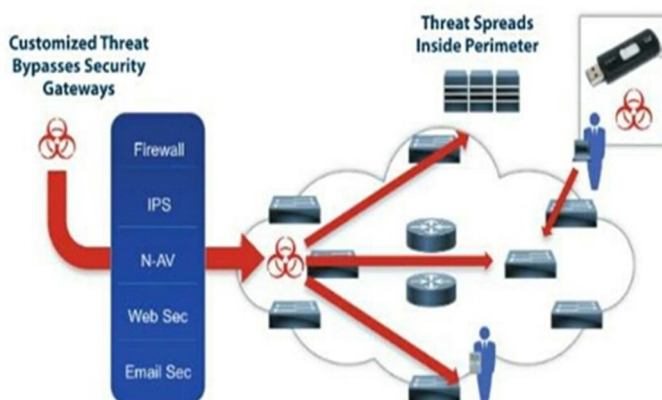 Customized Threat
Bypasses Security
Gateways
Firewall
IPS
N-AV
Web Sec
Email Sec
Threat Spreads
Inside Perimeter